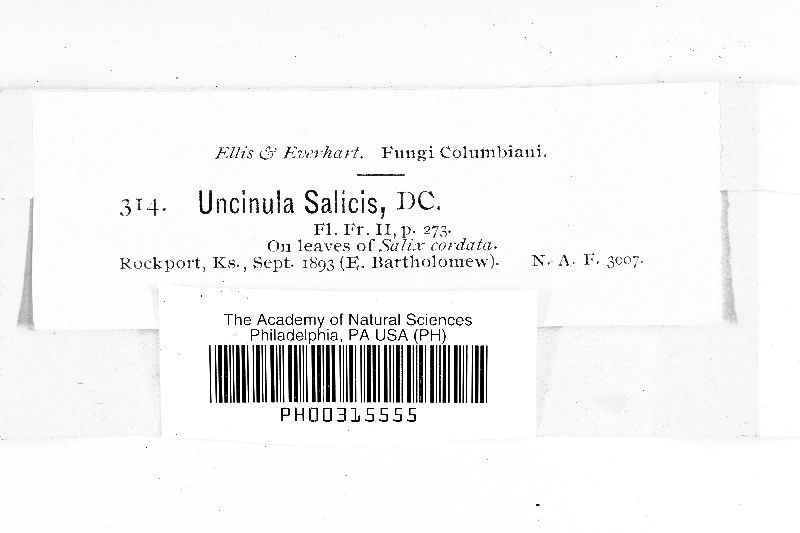 Ellis & Everhart. Fungi Columbiani.
314. Uncinula Salicis, DC.
Fl. Fr. II, p. 273.
On leaves of Salix cordata.
Rockport, Ks., Sept. 1893 (E. Bartholomew). N. A. F. 3007.
The Academy of Natural Sciences
Philadelphia, PA USA (PH)
PH00315555